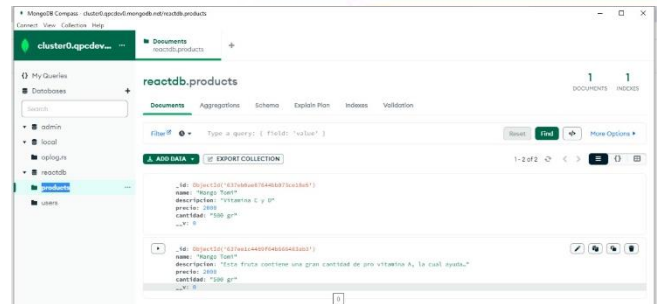 MongoDB Compass - cluster0.qpcdev0.mongodb.net/reactdb.products
Connect View Collection Help
cluster0.qpcdev... ...
Documents
reactdb.products
+
{} My Queries
Databases +
Search
admin
local
oplog.rs
reactdb
products ...
users
reactdb.products
1
DOCUMENTS
1
INDEXES
Documents Aggregations Schema Explain Plan Indexes Validation
Filter Type a query: { field: 'value' }
Reset Find </> More Options
ADD DATA EXPORT COLLECTION
1-2 of 2
_id:
name: "Mango Tomi"
descripcion: "Vitamina C y D"
precio: 2000
cantidad: "500 gr"
__v: 0
_id:
name: "Mango Tomi"
descripcion: "Esta fruta contiene una gran cantidad de pro vitamina A, la cual ayuda…"
precio: 2000
cantidad: "500 gr"
__v: 0